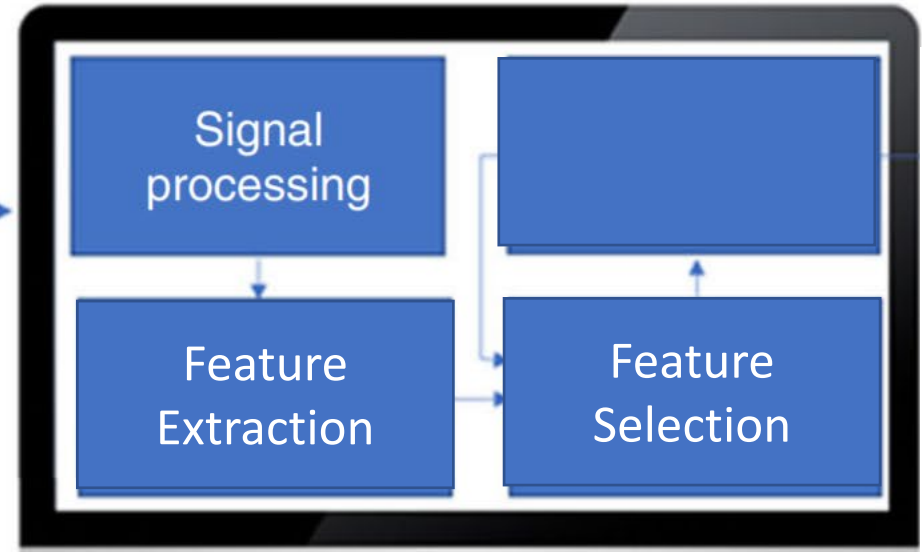 Signal
processing
Feature
Extraction
Feature
Selection